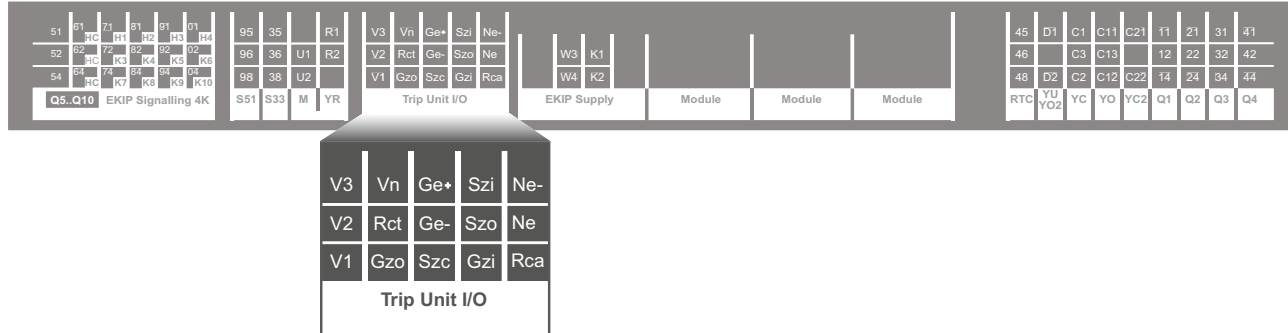 51 61 HC 71 H1 81 H2 91 H3 01 H4 95 35 R1 V3 Vn Ge+ Szi Ne- 45 D1 C1 C11 C21 11 21 31 41
52 62 HC 72 K3 82 K4 92 K5 02 K6 96 36 U1 R2 V2 Rct Ge- Szo Ne W3 K1 46 C3 C13 12 22 32 42
54 64 HC 74 K7 84 K8 94 K9 04 K10 98 38 U2 V1 Gzo Szc Gzi Rca W4 K2 48 D2 C2 C12 C22 14 24 34 44
Q5..Q10 EKIP Signalling 4K S51 S33 M YR Trip Unit I/O EKIP Supply Module Module Module RTC YU YO2 YC YO YC2 Q1 Q2 Q3 Q4
V3 Vn Ge+ Szi Ne-
V2 Rct Ge- Szo Ne
V1 Gzo Szc Gzi Rca
Trip Unit I/O